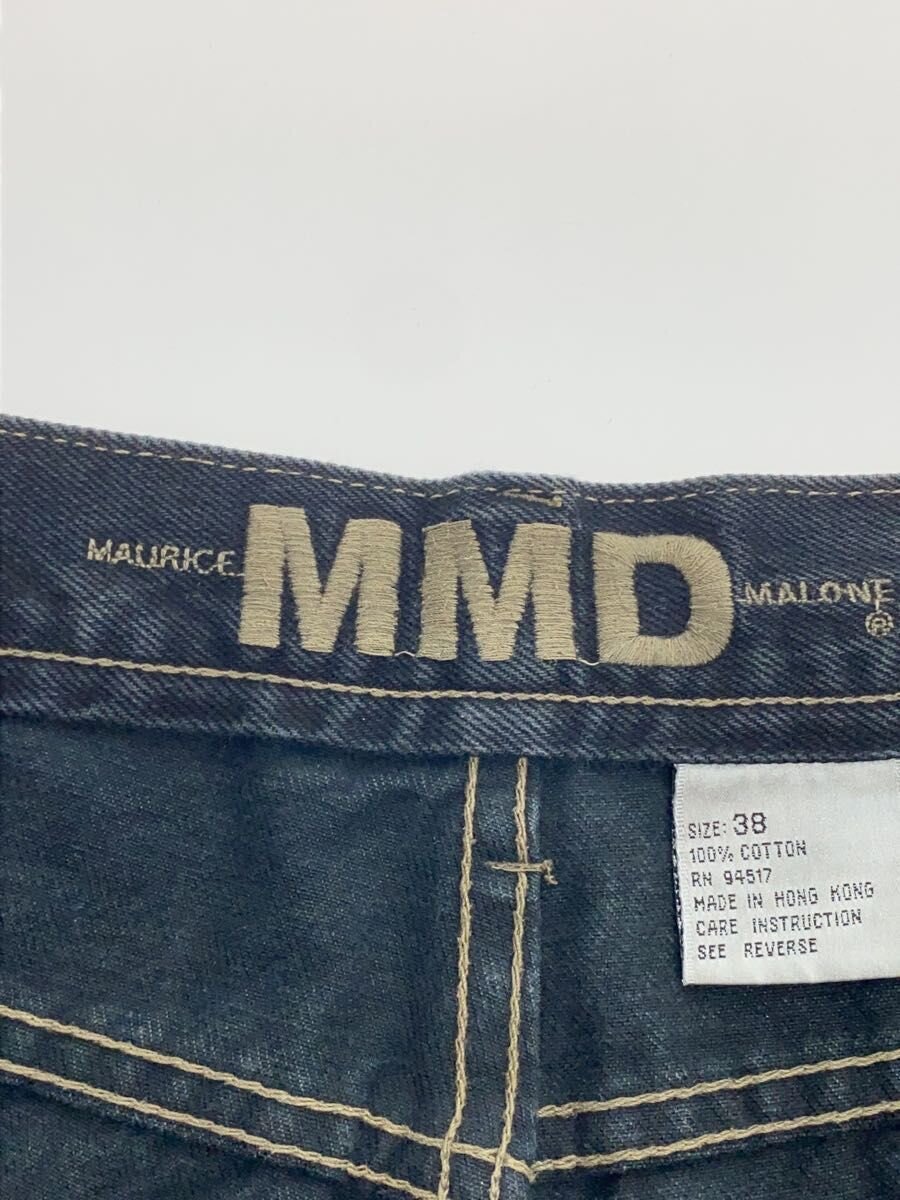 MAURICE MMD MALONE ®
SIZE: 38
100% COTTON
RN 94517
MADE IN HONG KONG
CARE INSTRUCTION
SEE REVERSE